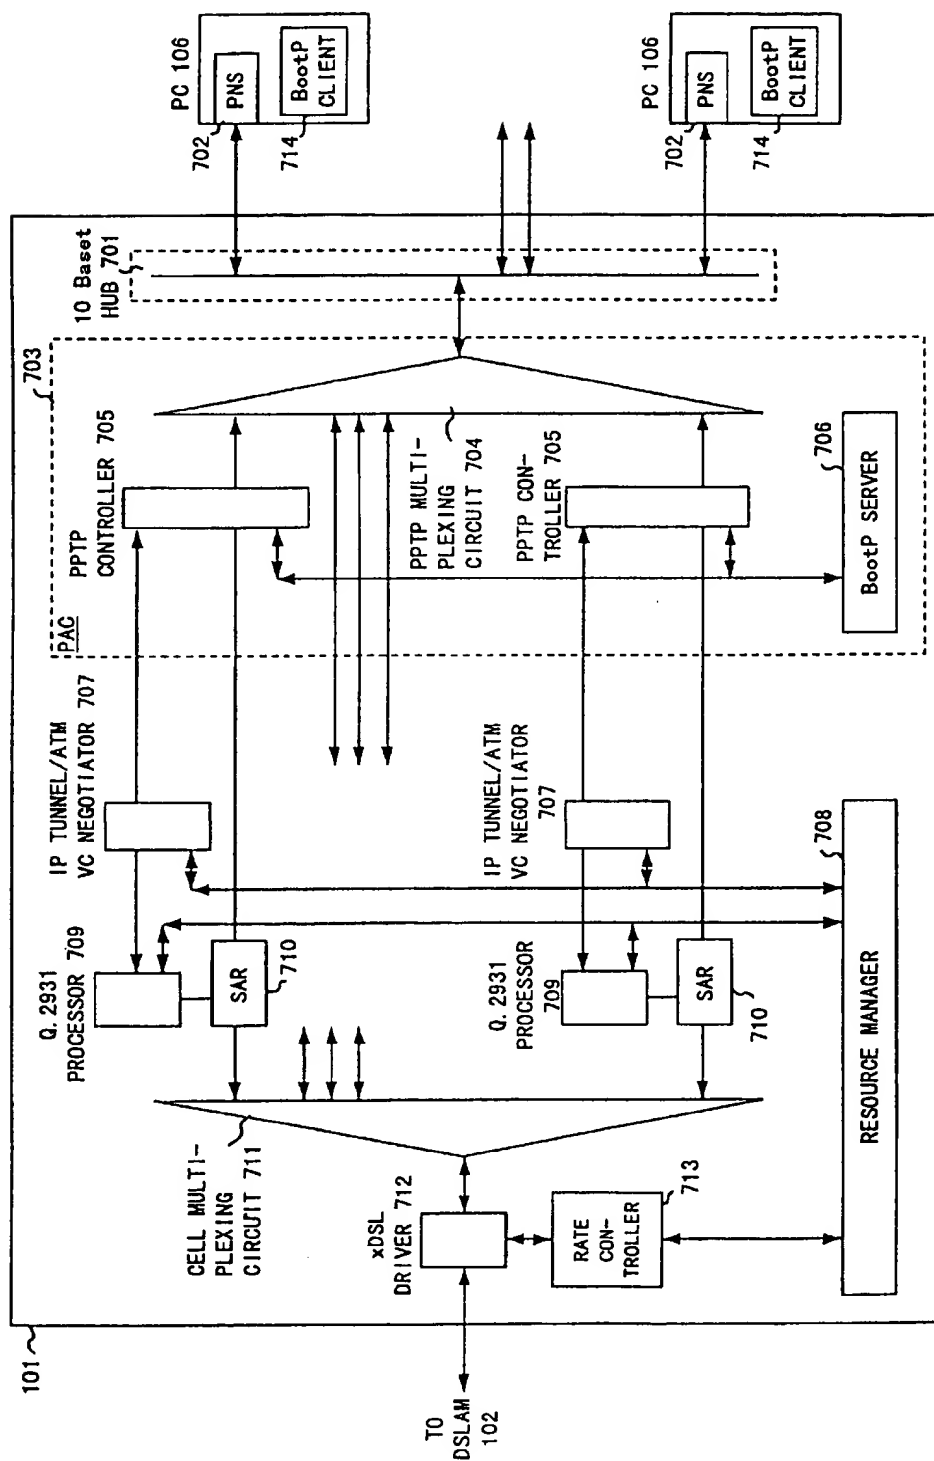 101
TO
DSLAM
102
CELL MULTI-
PLEXING
CIRCUIT 711
xDSL
DRIVER 712
RATE
CON-
TROLLER
713
Q.2931
PROCESSOR 709
SAR
710
Q.2931
PROCESSOR
709
SAR
710
RESOURCE MANAGER
708
IP TUNNEL/ATM
VC NEGOTIATOR 707
IP TUNNEL/ATM
VC NEGOTIATOR
707
703
PAC
PPTP
CONTROLLER 705
PPTP MULTI-
PLEXING
CIRCUIT 704
PPTP CON-
TROLLER 705
706
BootP SERVER
10 Baset
HUB 701
PC 106
702
PNS
714
BootP
CLIENT
PC 106
702
PNS
714
BootP
CLIENT